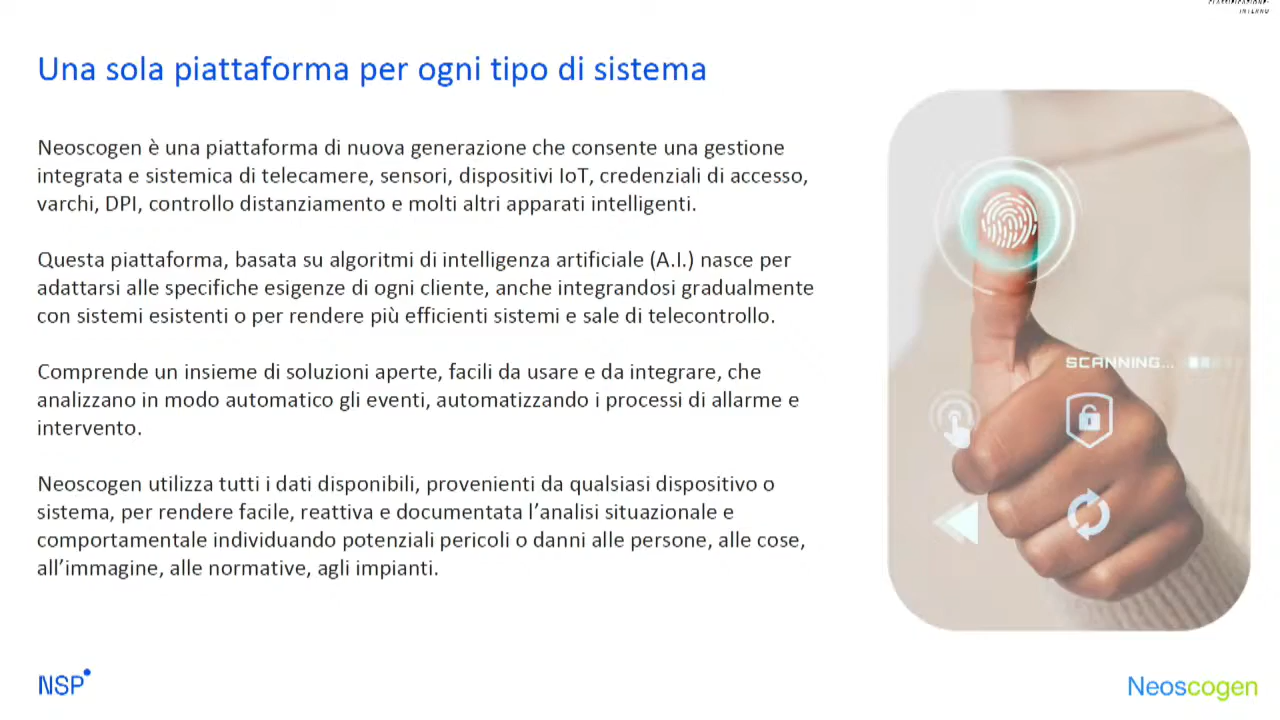 Una sola piattaforma per ogni tipo di sistema
Neoscogen è una piattaforma di nuova generazione che consente una gestione
integrata e sistemica di telecamere, sensori, dispositivi IoT, credenziali di accesso,
varchi, DPI, controllo distanziamento e molti altri apparati intelligenti.
Questa piattaforma, basata su algoritmi di intelligenza artificiale (A.I.) nasce per
adattarsi alle specifiche esigenze di ogni cliente, anche integrandosi gradualmente
con sistemi esistenti o per rendere più efficienti sistemi e sale di telecontrollo.
Comprende un insieme di soluzioni aperte, facili da usare e da integrare, che
analizzano in modo automatico gli eventi, automatizzando i processi di allarme e
intervento.
Neoscogen utilizza tutti i dati disponibili, provenienti da qualsiasi dispositivo o
sistema, per rendere facile, reattiva e documentata l’analisi situazionale e
comportamentale individuando potenziali pericoli o danni alle persone, alle cose,
all’immagine, alle normative, agli impianti.
SCANNING...
NSP
Neoscogen